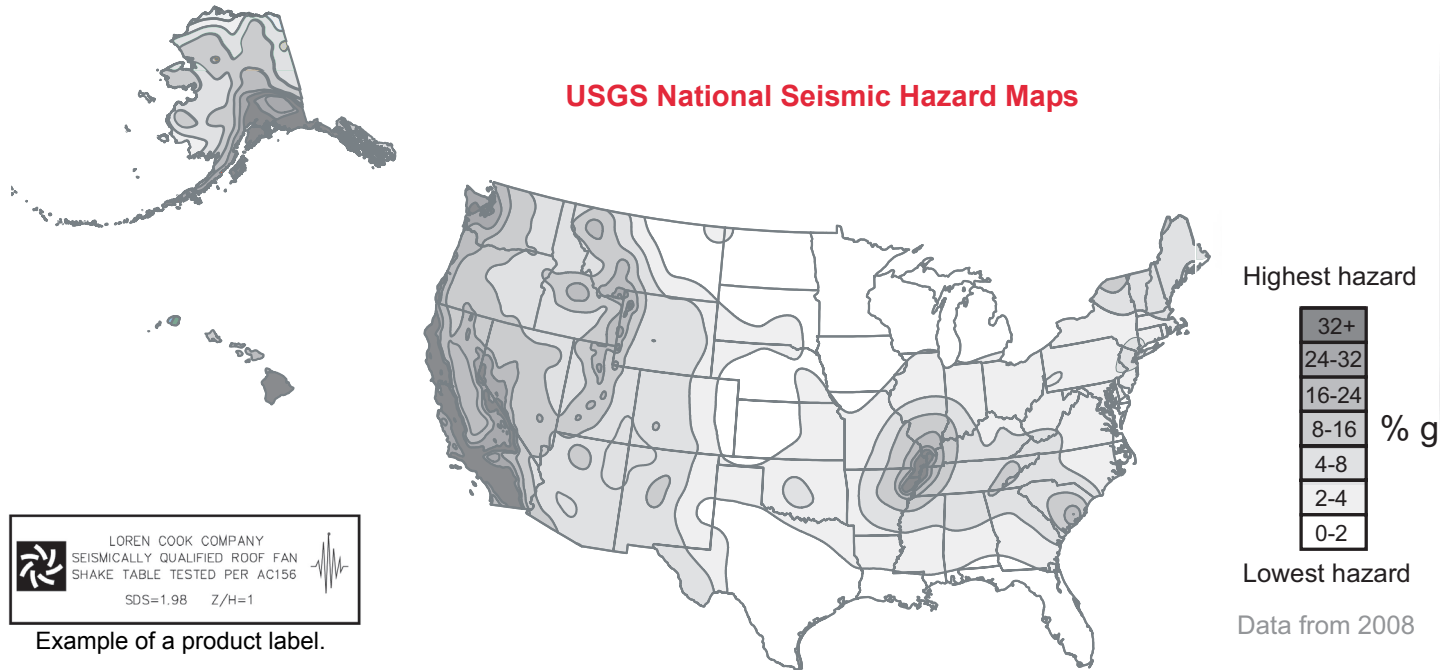 USGS National Seismic Hazard Maps
Highest hazard
32+
24-32
16-24
8-16
% g
4-8
2-4
0-2
Lowest hazard
Data from 2008
LOREN COOK COMPANY
SEISMICALLY QUALIFIED ROOF FAN
SHAKE TABLE TESTED PER AC156
SDS=1.98 Z/H=1
Example of a product label.